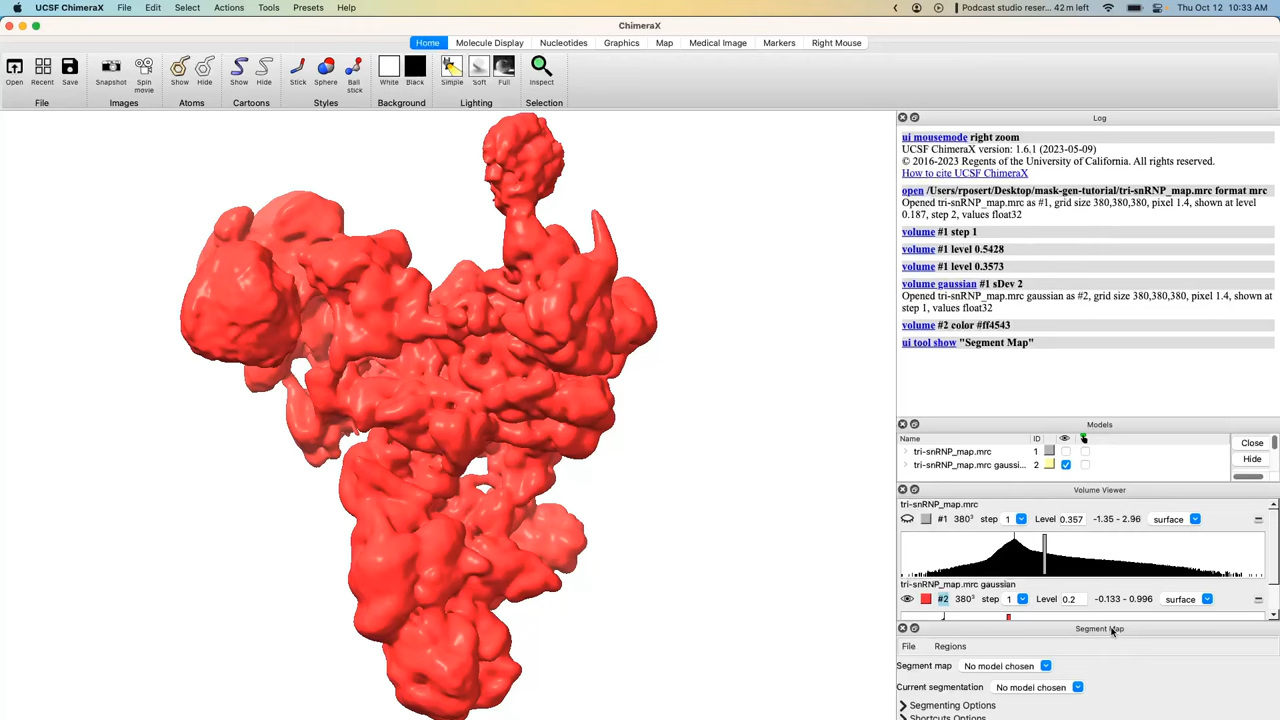 UCSF ChimeraX File Edit Select Actions Tools Presets Help Podcast studio reser... 42 m left Thu Oct 12 10:33 AM
ChimeraX
Home Molecule Display Nucleotides Graphics Map Medical Image Markers Right Mouse
Open Recent Save Snapshot Spin movie Show Hide Show Hide Stick Sphere Ball stick White Black Simple Soft Full Inspect
File Images Atoms Cartoons Styles Background Lighting Selection
Log
ui mousemode right zoom
UCSF ChimeraX version: 1.6.1 (2023-05-09)
© 2016-2023 Regents of the University of California. All rights reserved.
How to cite UCSF ChimeraX
open /Users/rposert/Desktop/mask-gen-tutorial/tri-snRNP_map.mrc format mrc
Opened tri-snRNP_map.mrc as #1, grid size 380,380,380, pixel 1.4, shown at level
0.187, step 2, values float32
volume #1 step 1
volume #1 level 0.5428
volume #1 level 0.3573
volume gaussian #1 sDev 2
Opened tri-snRNP_map.mrc gaussian as #2, grid size 380,380,380, pixel 1.4, shown at
step 1, values float32
volume #2 color #ff4543
ui tool show "Segment Map"
Models
Name ID
tri-snRNP_map.mrc 1
tri-snRNP_map.mrc gaussi... 2
Close
Hide
Volume Viewer
tri-snRNP_map.mrc
#1 380³ step 1 Level 0.357 -1.35 - 2.96 surface
tri-snRNP_map.mrc gaussian
#2 380³ step 1 Level 0.2 -0.133 - 0.996 surface
Segment Map
File Regions
Segment map No model chosen
Current segmentation No model chosen
Segmenting Options
Shortcuts Options